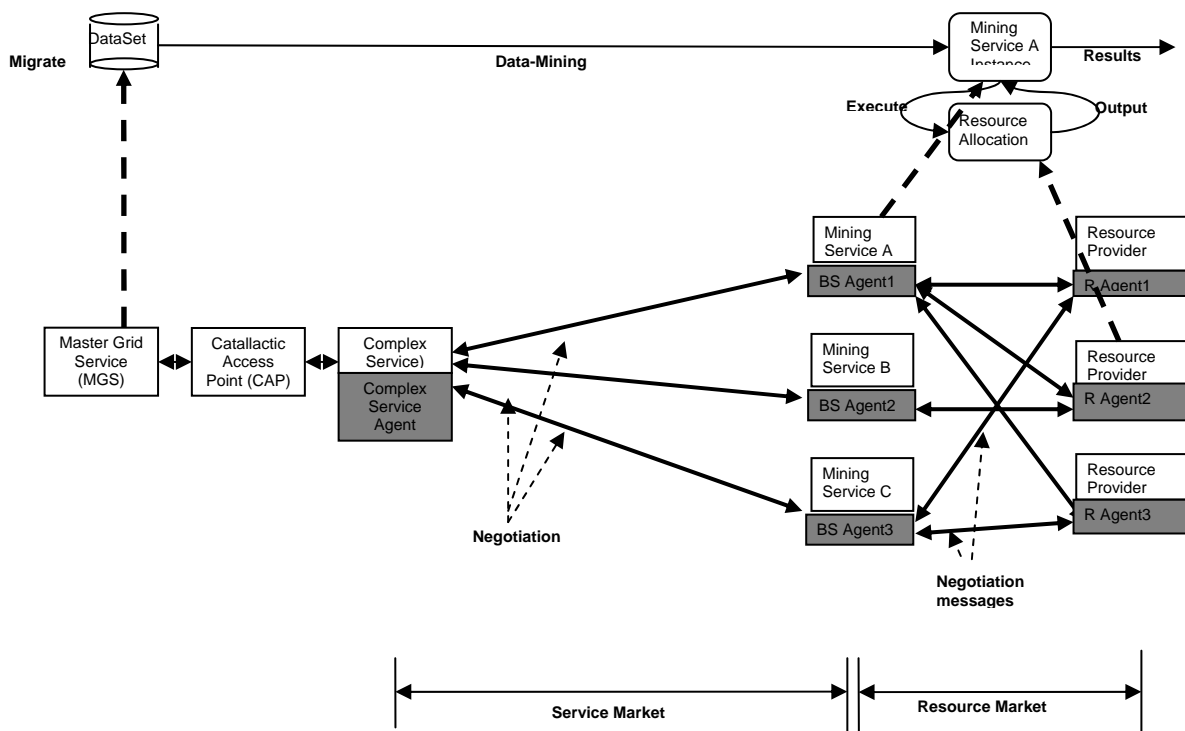 DataSet
Migrate
Data-Mining
Mining
Service A
Instance
Results
Execute
Output
Resource
Allocation
Mining
Service A
BS Agent1
Resource
Provider
R Agent1
Master Grid
Service
(MGS)
Catallactic
Access
Point (CAP)
Complex
Service)
Complex
Service
Agent
Mining
Service B
BS Agent2
Resource
Provider
R Agent2
Mining
Service C
BS Agent3
Resource
Provider
R Agent3
Negotiation
Negotiation
messages
Service Market
Resource Market